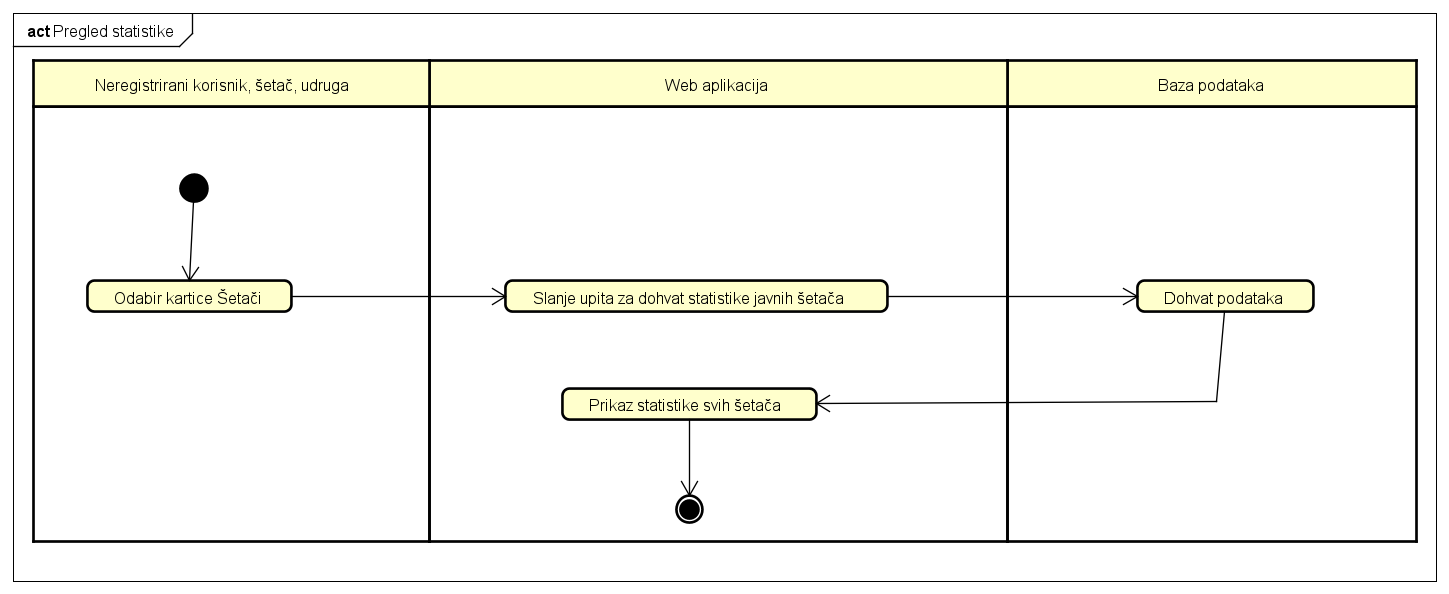 act Pregled statistike
Neregistrirani korisnik, šetač, udruga
Web aplikacija
Baza podataka
Odabir kartice Šetači
Slanje upita za dohvat statistike javnih šetača
Dohvat podataka
Prikaz statistike svih šetača